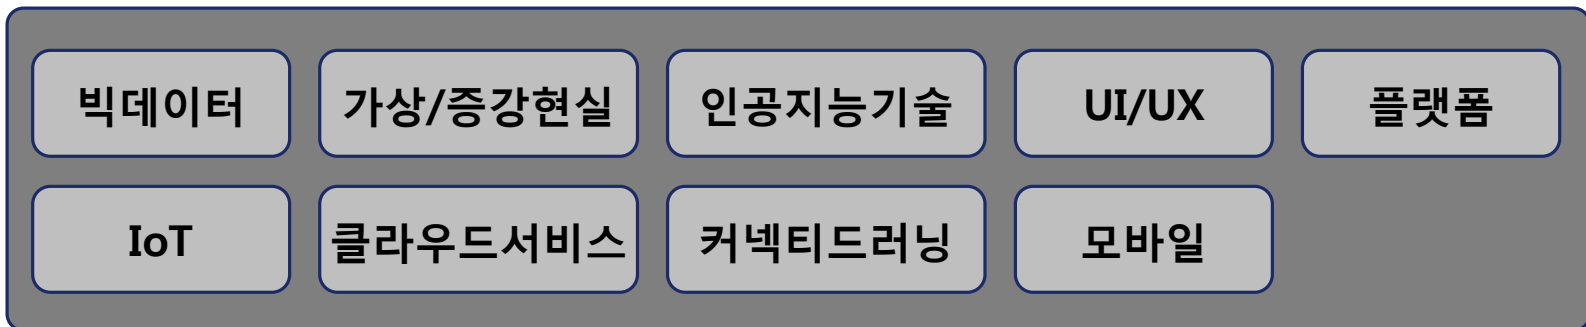 빅데이터
가상/증강현실
인공지능기술
UI/UX
플랫폼
IoT
클라우드서비스
커넥티드러닝
모바일